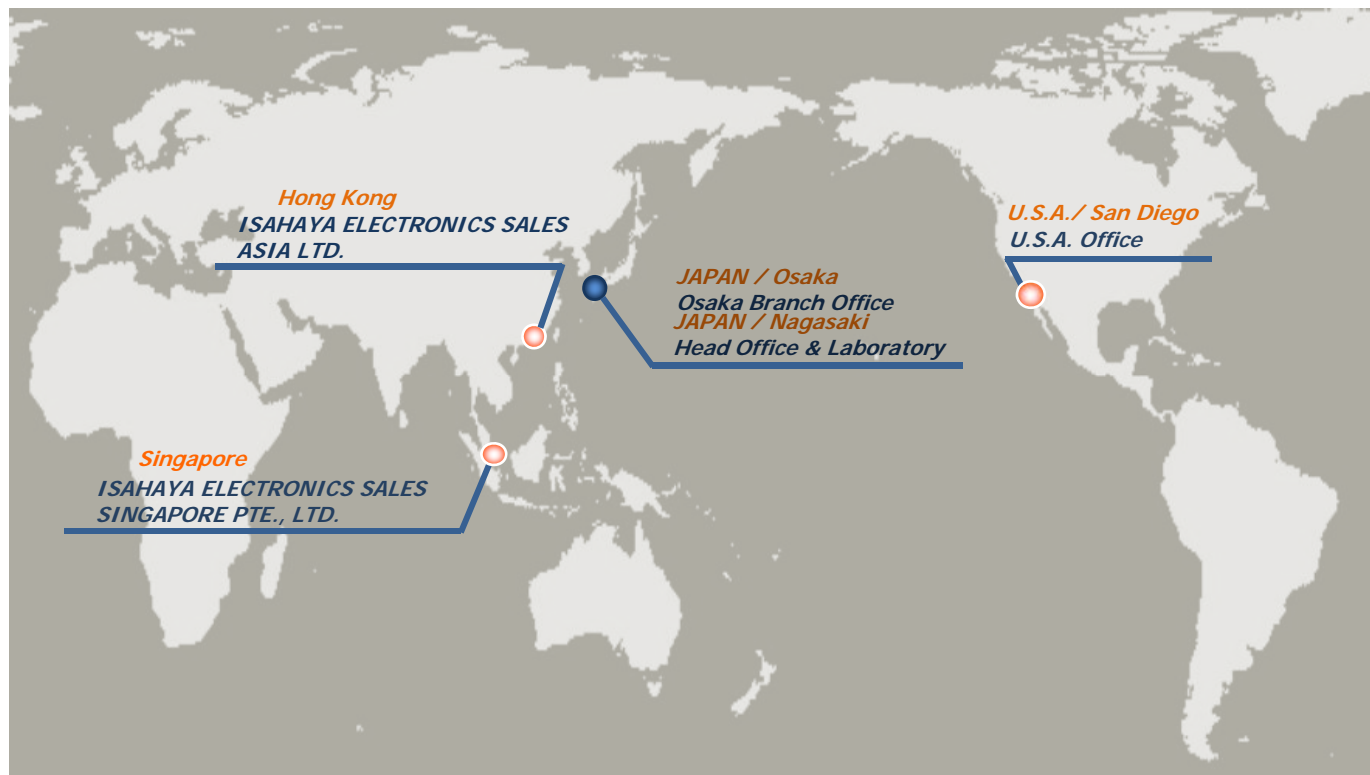 Hong Kong
ISAHAYA ELECTRONICS SALES
ASIA LTD.
U.S.A./ San Diego
U.S.A. Office
JAPAN / Osaka
Osaka Branch Office
JAPAN / Nagasaki
Head Office & Laboratory
Singapore
ISAHAYA ELECTRONICS SALES
SINGAPORE PTE., LTD.